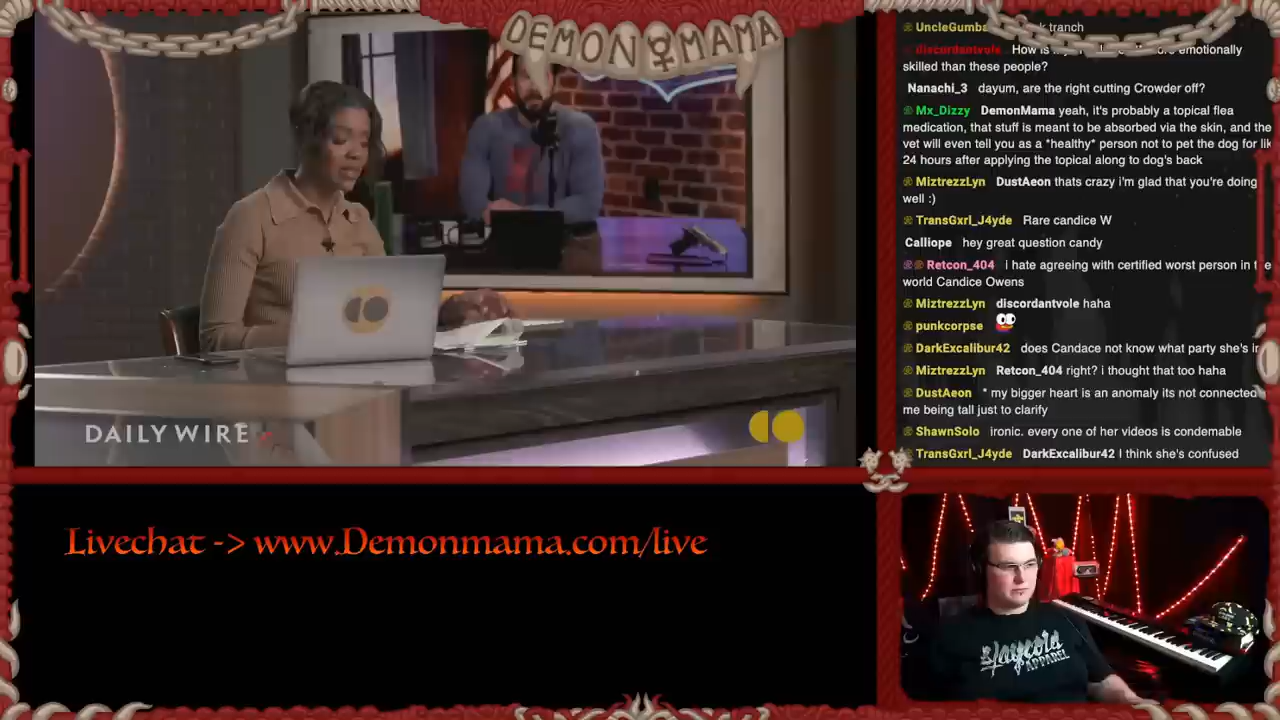 DEMON MAMA
UncleGumba tranch
discordantvole How is emotionally
skilled than these people?
Nanachi_3 dayum, are the right cutting Crowder off?
Mx_Dizzy DemonMama yeah, it's probably a topical flea
medication, that stuff is meant to be absorbed via the skin, and the
vet will even tell you as a *healthy* person not to pet the dog for
24 hours after applying the topical along to dog's back
MiztrezzLyn DustAeon thats crazy i'm glad that you're doing
well :)
TransGxrl_J4yde Rare candice W
Calliope hey great question candy
Retcon_404 I hate agreeing with certified worst person in
world Candice Owens
MiztrezzLyn discordantvole haha
punkcorpse
DarkExcalibur42 does Candace not know what party she's
MiztrezzLyn Retcon_404 right? i thought that too haha
DustAeon * my bigger heart is an anomaly its not connected
me being tall just to clarify
ShawnSolo ironic. every one of her videos is condemable
TransGxrl_J4yde DarkExcalibur42 I think she's confused
DAILY WIRE
Livechat -> www.Demonmama.com/live
APPAREL